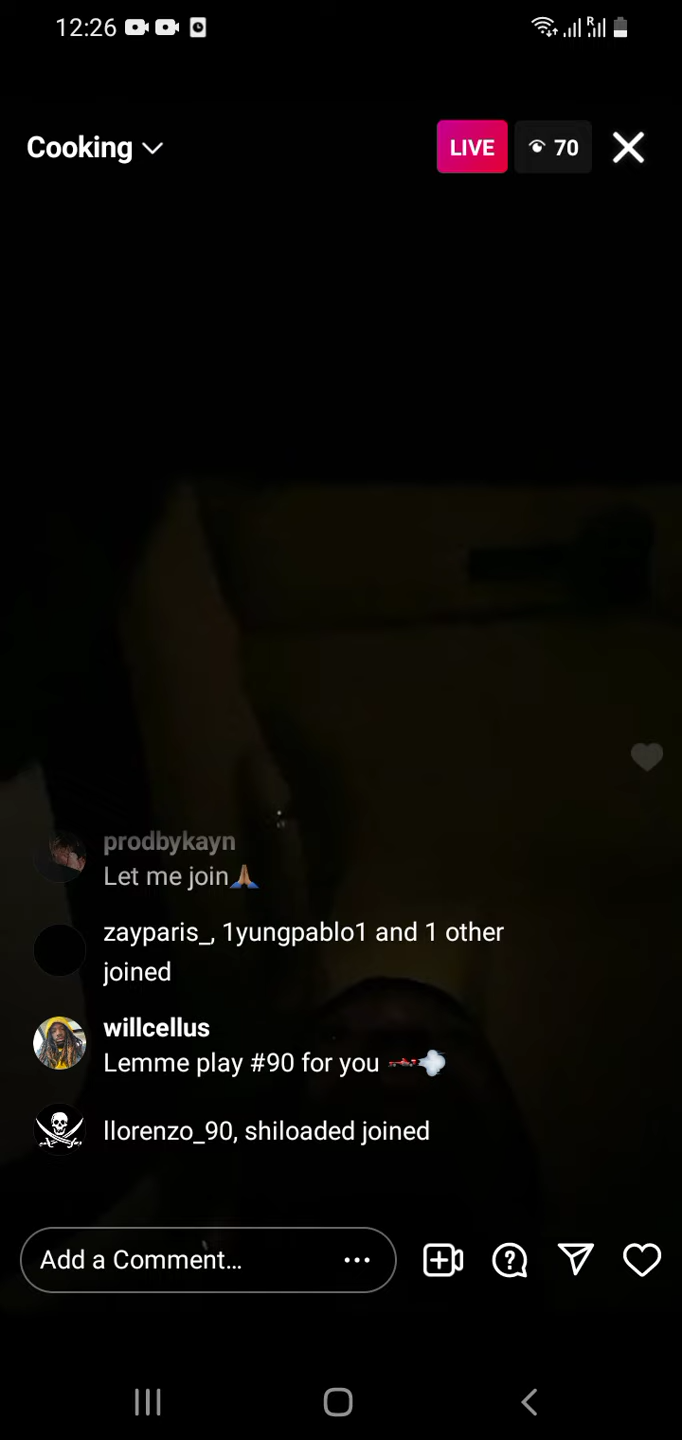 12:26
R
Cooking
LIVE
70
prodbykayn
Let me join🙏🏽
zayparis_, 1yungpablo1 and 1 other
joined
willcellus
Lemme play #90 for you 🏎💨
llorenzo_90, shiloaded joined
Add a Comment...